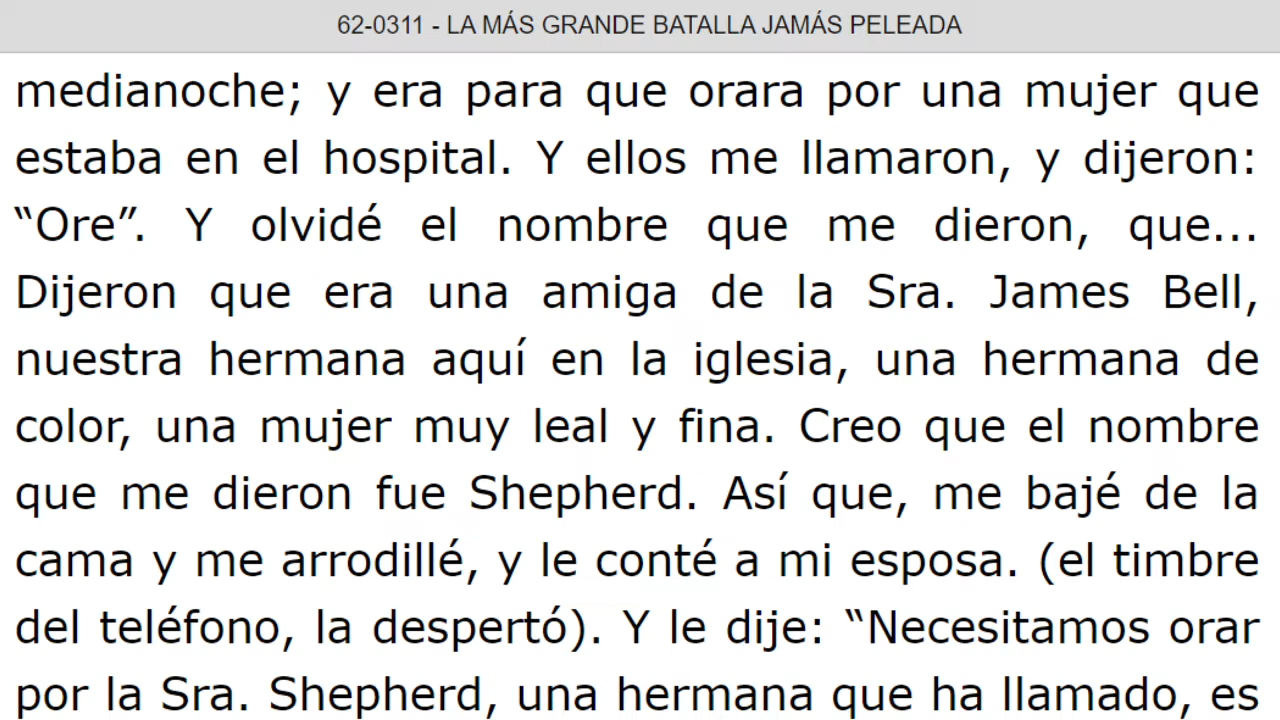 62-0311 - LA MÁS GRANDE BATALLA JAMÁS PELEADA
medianoche; y era para que orara por una mujer que
estaba en el hospital. Y ellos me llamaron, y dijeron:
“Ore”. Y olvidé el nombre que me dieron, que...
Dijeron que era una amiga de la Sra. James Bell,
nuestra hermana aquí en la iglesia, una hermana de
color, una mujer muy leal y fina. Creo que el nombre
que me dieron fue Shepherd. Así que, me bajé de la
cama y me arrodillé, y le conté a mi esposa. (el timbre
del teléfono, la despertó). Y le dije: “Necesitamos orar
por la Sra. Shepherd, una hermana que ha llamado, es